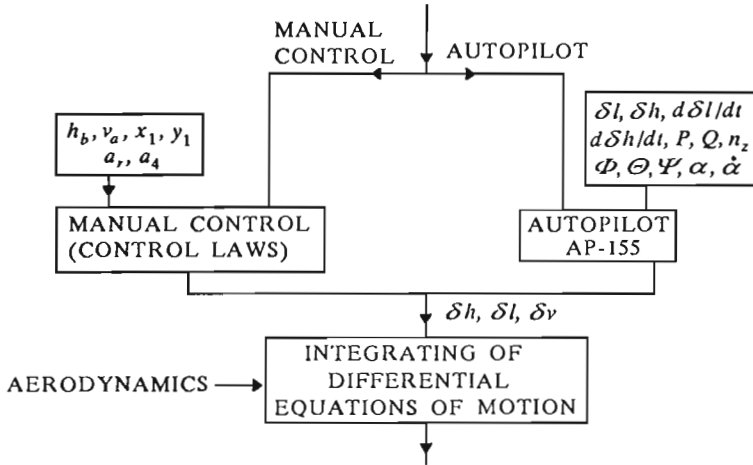 MANUAL
CONTROL
AUTOPILOT
h_b, v_a, x_1, y_1
a_r, a_4
δl, δh, dδl/dt
dδh/dt, P, Q, n_z
Φ, Θ, Ψ, α, α̇
MANUAL CONTROL
(CONTROL LAWS)
AUTOPILOT
AP-155
δh, δl, δv
AERODYNAMICS
INTEGRATING OF
DIFFERENTIAL
EQUATIONS OF MOTION